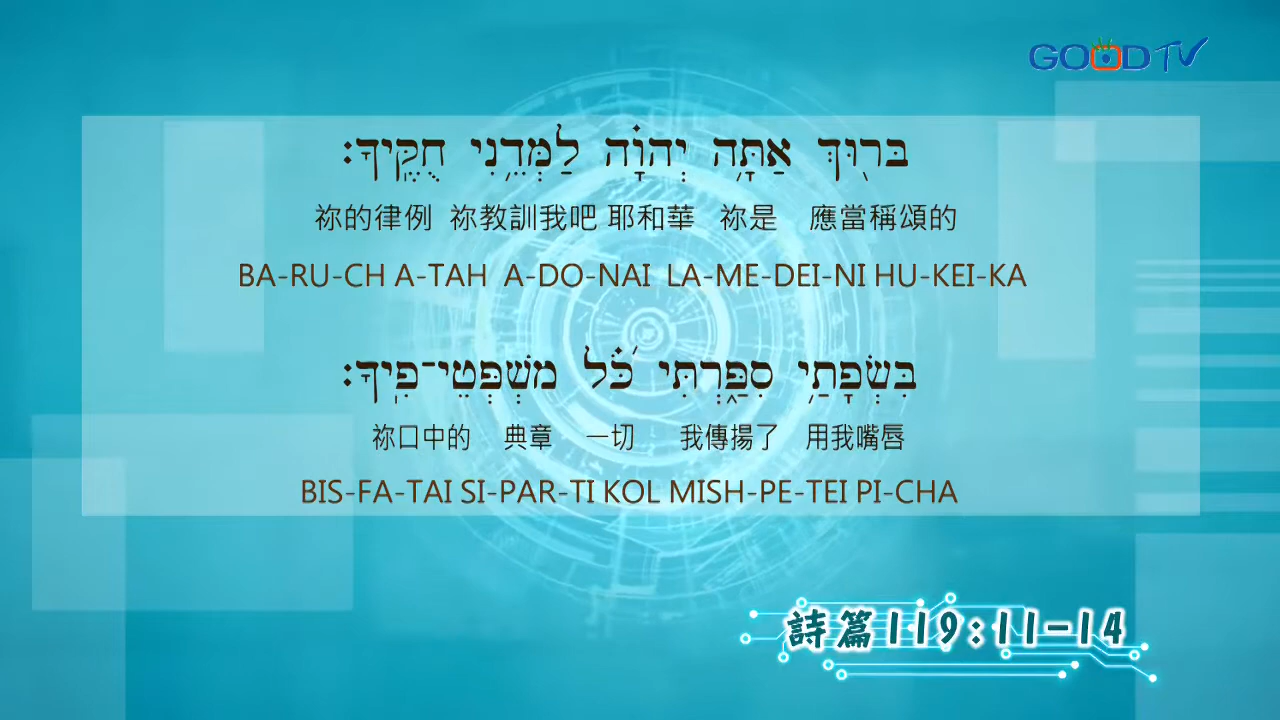 GOOD TV
בָּר֖וּךְ אַתָּ֥ה יְהוָ֗ה לַמְּדֵ֥נִי חֻקֶּֽיךָ׃
祢的律例 祢教訓我吧 耶和華 祢是 應當稱頌的
BA-RU-CH A-TAH A-DO-NAI LA-ME-DEI-NI HU-KEI-KA
בִּשְׂפָתַ֥י סִפַּ֑רְתִּי כֹּ֝֗ל מִשְׁפְּטֵי־פִֽיךָ׃
祢口中的 典章 一切 我傳揚了 用我嘴唇
BIS-FA-TAI SI-PAR-TI KOL MISH-PE-TEI PI-CHA
詩篇119:11-14